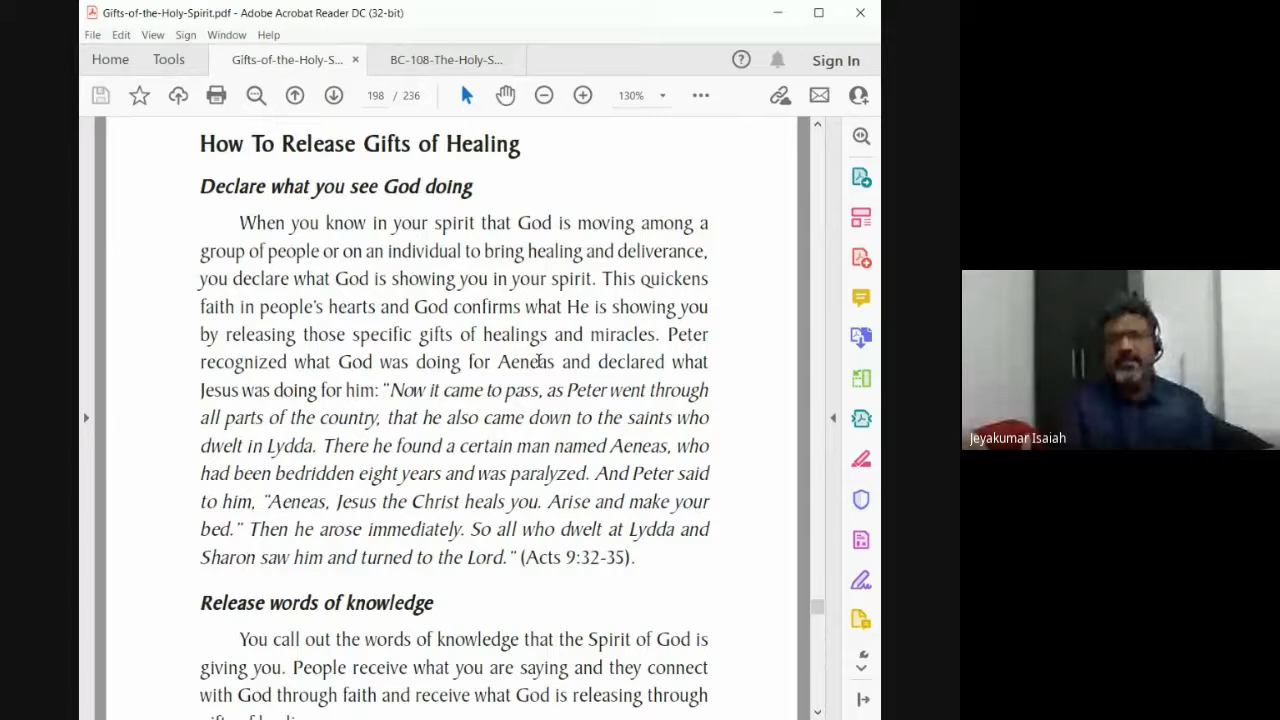 Gifts-of-the-Holy-Spirit.pdf - Adobe Acrobat Reader DC (32-bit)
File Edit View Sign Window Help
Home Tools Gifts-of-the-Holy-S... × BC-108-The-Holy-S... Sign In
198 / 236 130%
How To Release Gifts of Healing
Declare what you see God doing
When you know in your spirit that God is moving among a
group of people or on an individual to bring healing and deliverance,
you declare what God is showing you in your spirit. This quickens
faith in people's hearts and God confirms what He is showing you
by releasing those specific gifts of healings and miracles. Peter
recognized what God was doing for Aeneas and declared what
Jesus was doing for him: "Now it came to pass, as Peter went through
all parts of the country, that he also came down to the saints who
dwelt in Lydda. There he found a certain man named Aeneas, who
had been bedridden eight years and was paralyzed. And Peter said
to him, "Aeneas, Jesus the Christ heals you. Arise and make your
bed." Then he arose immediately. So all who dwelt at Lydda and
Sharon saw him and turned to the Lord." (Acts 9:32-35).
Release words of knowledge
You call out the words of knowledge that the Spirit of God is
giving you. People receive what you are saying and they connect
with God through faith and receive what God is releasing through
Jeyakumar Isaiah